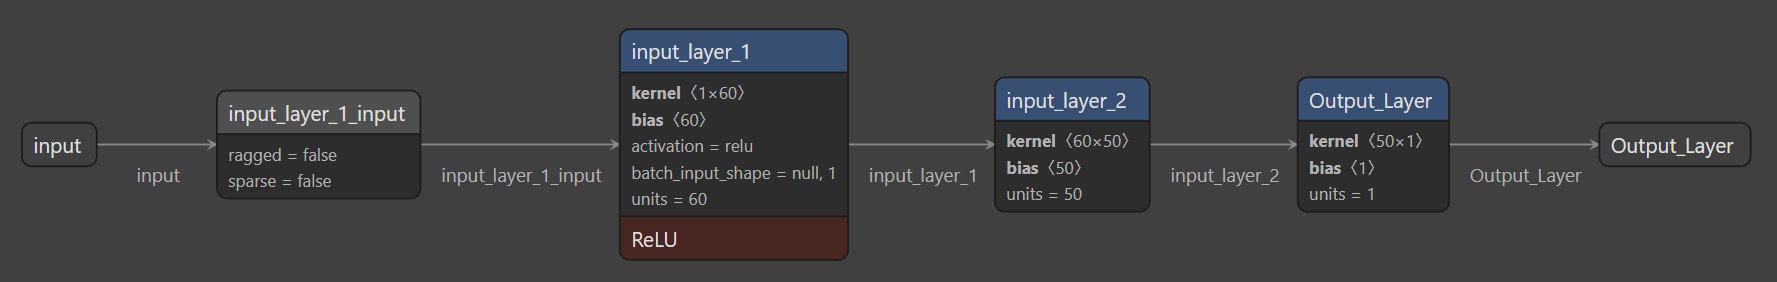 input
input
input_layer_1_input
ragged = false
sparse = false
input_layer_1_input
input_layer_1
kernel〈1×60〉
bias〈60〉
activation = relu
batch_input_shape = null, 1
units = 60
ReLU
input_layer_1
input_layer_2
kernel〈60×50〉
bias〈50〉
units = 50
input_layer_2
Output_Layer
kernel〈50×1〉
bias〈1〉
units = 1
Output_Layer
Output_Layer